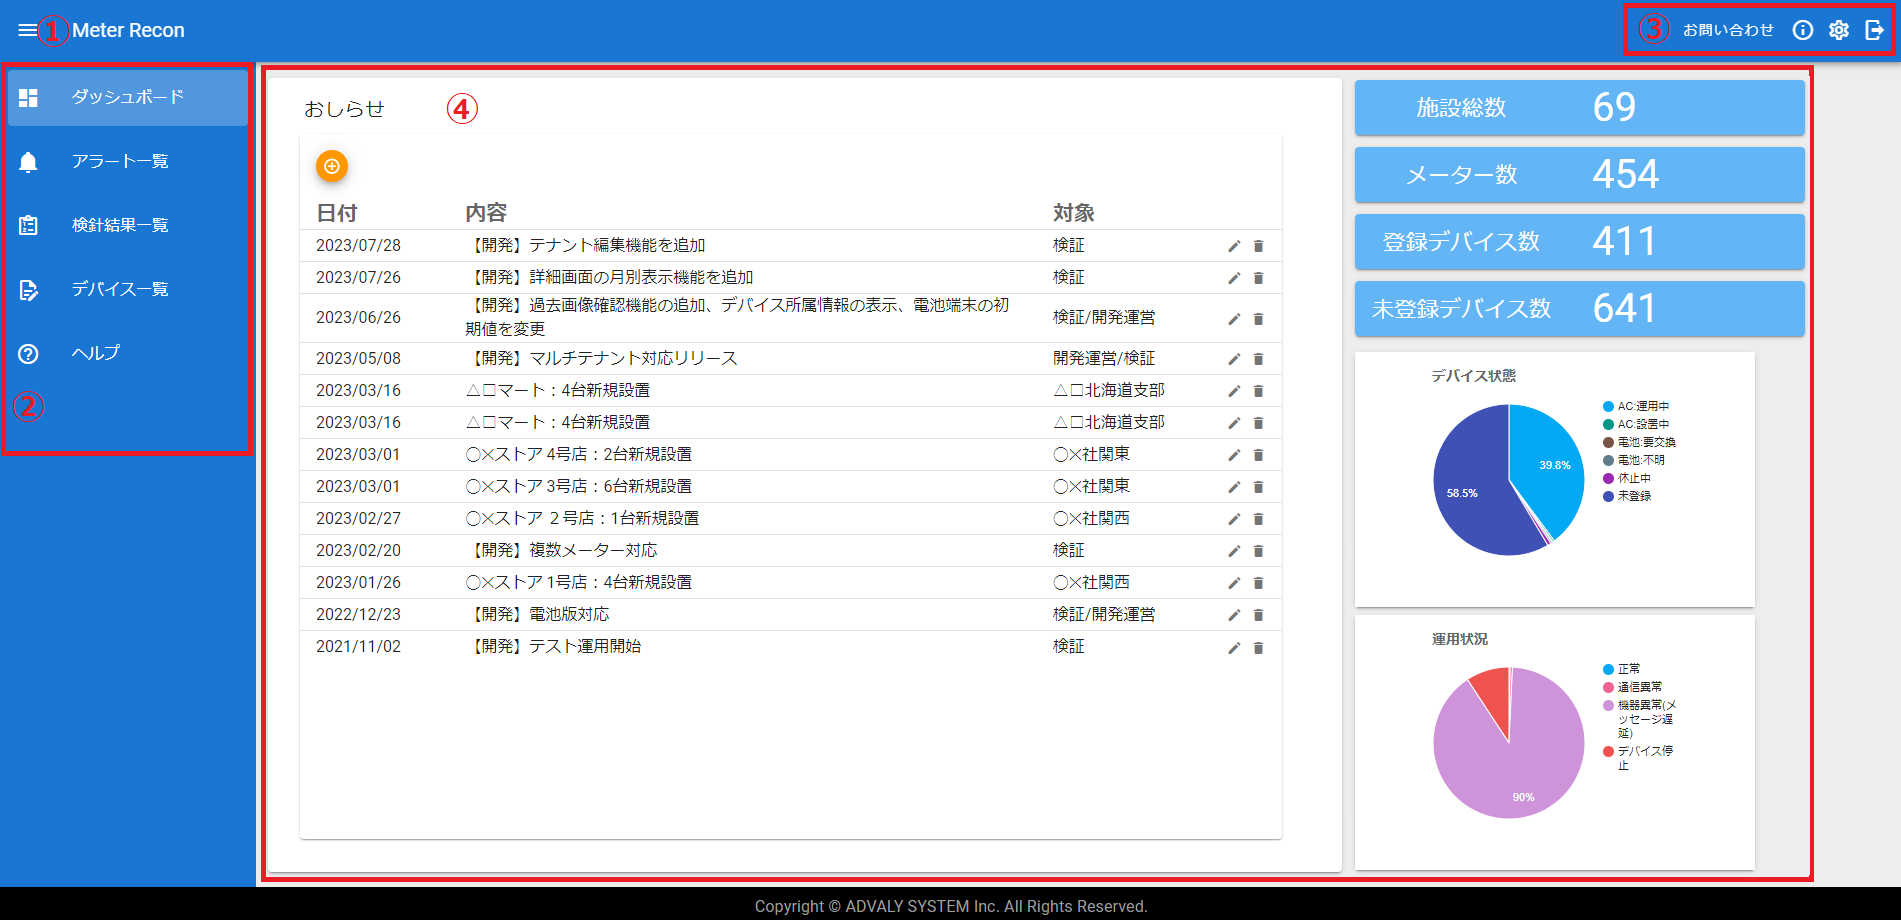 ① Meter Recon
③ お問い合わせ
ダッシュボード
アラート一覧
検針結果一覧
デバイス一覧
ヘルプ
②
おしらせ ④
日付 内容 対象
2023/07/28 【開発】テナント編集機能を追加 検証
2023/07/26 【開発】詳細画面の月別表示機能を追加 検証
2023/06/26 【開発】過去画像確認機能の追加、デバイス所属情報の表示、電池端末の初
期値を変更 検証/開発運営
2023/05/08 【開発】マルチテナント対応リリース 開発運営/検証
2023/03/16 △□マート：4台新規設置 △□北海道支部
2023/03/16 △□マート：4台新規設置 △□北海道支部
2023/03/01 〇×ストア 4号店：2台新規設置 〇×社関東
2023/03/01 〇×ストア 3号店：6台新規設置 〇×社関東
2023/02/27 〇×ストア ２号店：1台新規設置 〇×社関西
2023/02/20 【開発】複数メーター対応 検証
2023/01/26 〇×ストア 1号店：4台新規設置 〇×社関西
2022/12/23 【開発】電池版対応 検証/開発運営
2021/11/02 【開発】テスト運用開始 検証
施設総数 69
メーター数 454
登録デバイス数 411
未登録デバイス数 641
デバイス状態
39.8%
58.5%
AC:運用中
AC:設置中
電池:要交換
電池:不明
休止中
未登録
運用状況
90%
正常
通信異常
機器異常(メ
ッセージ遅
延)
デバイス停
止
Copyright © ADVALY SYSTEM Inc. All Rights Reserved.